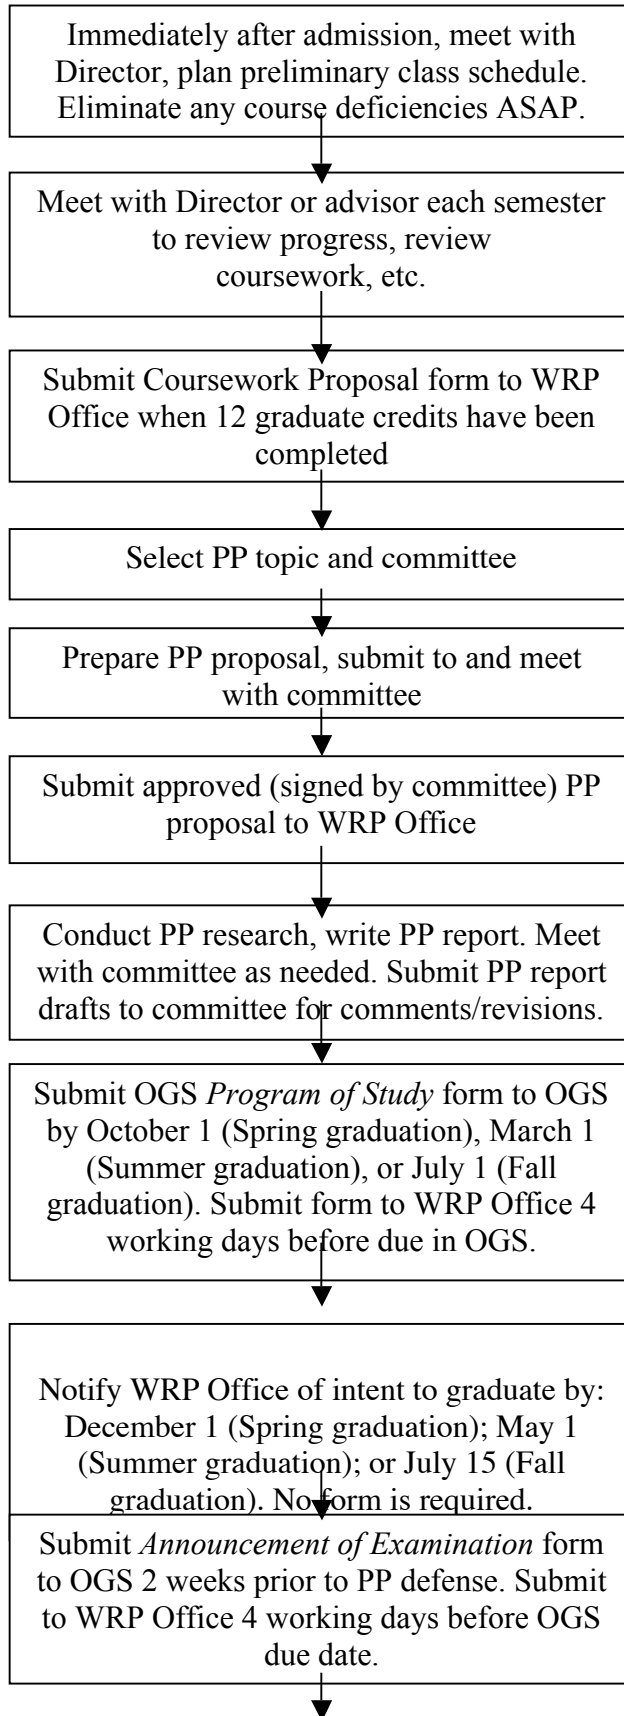 Immediately after admission, meet with
Director, plan preliminary class schedule.
Eliminate any course deficiencies ASAP.
Meet with Director or advisor each semester
to review progress, review
coursework, etc.
Submit Coursework Proposal form to WRP
Office when 12 graduate credits have been
completed
Select PP topic and committee
Prepare PP proposal, submit to and meet
with committee
Submit approved (signed by committee) PP
proposal to WRP Office
Conduct PP research, write PP report. Meet
with committee as needed. Submit PP report
drafts to committee for comments/revisions.
Submit OGS Program of Study form to OGS
by October 1 (Spring graduation), March 1
(Summer graduation), or July 1 (Fall
graduation). Submit form to WRP Office 4
working days before due in OGS.
Notify WRP Office of intent to graduate by:
December 1 (Spring graduation); May 1
(Summer graduation); or July 15 (Fall
graduation). No form is required.
Submit Announcement of Examination form
to OGS 2 weeks prior to PP defense. Submit
to WRP Office 4 working days before OGS
due date.